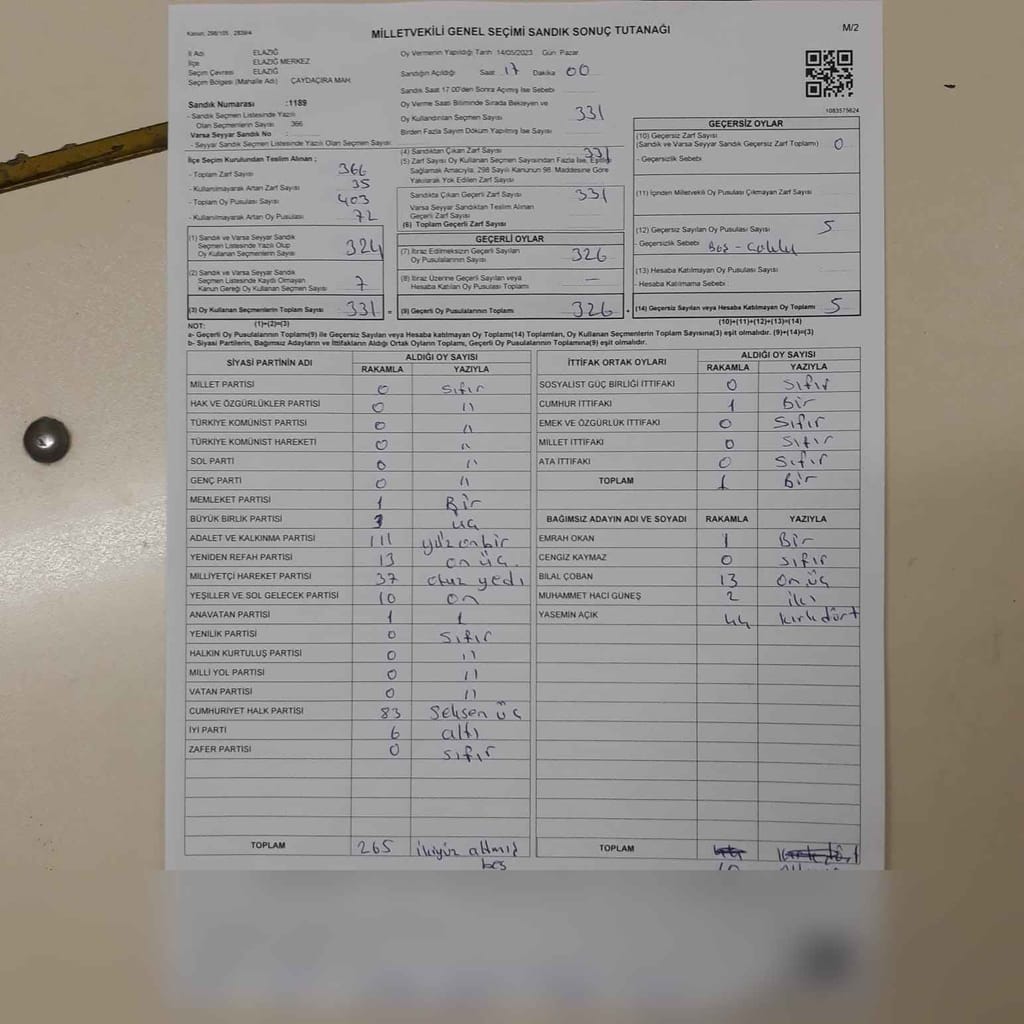 Kanun: 298/105 , 2839/4
MİLLETVEKİLİ GENEL SEÇİMİ SANDIK SONUÇ TUTANAĞI
M/2
İl Adı ELAZIĞ
İlçe ELAZIĞ MERKEZ
Seçim Çevresi ELAZIĞ
Seçim Bölgesi (Mahalle Adı) ÇAYDAÇIRA MAH.
Sandık Numarası :1189
- Sandık Seçmen Listesinde Yazılı
Olan Seçmenlerin Sayısı 366
Varsa Seyyar Sandık No :
- Seyyar Sandık Seçmen Listesinde Yazılı Olan Seçmen Sayısı
Oy Vermenin Yapıldığı Tarih 14/05/2023 Gün Pazar
Sandığın Açıldığı Saat 17 Dakika 00
Sandık Saat 17.00'den Sonra Açımış İse Sebebi
Oy Verme Saati Bitiminde Sırada Bekleyen ve
Oy Kullandırılan Seçmen Sayısı 331
Birden Fazla Sayım Döküm Yapılmış İse Sayısı
1083575624
İlçe Seçim Kurulundan Teslim Alınan ;
- Toplam Zarf Sayısı 366
- Kullanılmayarak Artan Zarf Sayısı 35
- Toplam Oy Pusulası Sayısı 403
- Kullanılmayarak Artan Oy Pusulası 72
(4) Sandıktan Çıkan Zarf Sayısı 331
(5) Zarf Sayısı Oy Kullanan Seçmen Sayısından Fazla İse, Eşitliği
Sağlamak Amacıyla, 298 Sayılı Kanunun 98. Maddesine Göre
Yakılarak Yok Edilen Zarf Sayısı
Sandıkta Çıkan Geçerli Zarf Sayısı 331
Varsa Seyyar Sandıktan Teslim Alınan
Geçerli Zarf Sayısı
(6) Toplam Geçerli Zarf Sayısı
GEÇERSİZ OYLAR
(10) Geçersiz Zarf Sayısı
(Sandık ve Varsa Seyyar Sandık Geçersiz Zarf Toplamı) 0
- Geçersizlik Sebebi
(11) İçinden Milletvekili Oy Pusulası Çıkmayan Zarf Sayısı
(12) Geçersiz Sayılan Oy Pusulası Sayısı 5
- Geçersizlik Sebebi Boş -
(13) Hesaba Katılmayan Oy Pusulası Sayısı
- Hesaba Katılmama Sebebi
(1) Sandık ve Varsa Seyyar Sandık
Seçmen Listesinde Yazılı Olup
Oy Kullanan Seçmenlerin Sayısı 324
(2) Sandık ve Varsa Seyyar Sandık
Seçmen Listesinde Kaydı Olmayan
Kanun Gereği Oy Kullanan Seçmen Sayısı 7
GEÇERLİ OYLAR
(7) İtiraz Edilmeksizin Geçerli Sayılan
Oy Pusulalarının Sayısı 326
(8) İtiraz Üzerine Geçerli Sayılan veya
Hesaba Katılan Oy Pusulası Toplamı —
(3) Oy Kullanan Seçmenlerin Toplam Sayısı 331 = (9) Geçerli Oy Pusulalarının Toplam Sayısı 326 + (14) Geçersiz Sayılan veya Hesaba Katılmayan Oy Toplamı 5
NOT: (1)+(2)=(3) (10)+(11)+(12)+(13)=(14)
a- Geçerli Oy Pusulalarının Toplamı(9) ile Geçersiz Sayılan veya Hesaba katılmayan Oy Toplamı(14) Toplamları, Oy Kullanan Seçmenlerin Toplam Sayısına(3) eşit olmalıdır. (9)+(14)=(3)
b- Siyasi Partilerin, Bağımsız Adayların ve İttifakların Aldığı Ortak Oyların Toplamı, Geçerli Oy Pusulalarının Toplamına(9) eşit olmalıdır.
SİYASİ PARTİNİN ADI ALDIĞI OY SAYISI
RAKAMLA YAZIYLA
MİLLET PARTİSİ 0 Sıfır
HAK VE ÖZGÜRLÜKLER PARTİSİ 0 "
TÜRKİYE KOMÜNİST PARTİSİ 0 "
TÜRKİYE KOMÜNİST HAREKETİ 0 "
SOL PARTİ 0 "
GENÇ PARTİ 0 "
MEMLEKET PARTİSİ 1 Bir
BÜYÜK BİRLİK PARTİSİ 3 üç
ADALET VE KALKINMA PARTİSİ 111 yüzonbir
YENİDEN REFAH PARTİSİ 13 on üç
MİLLİYETÇİ HAREKET PARTİSİ 37 otuz yedi
YEŞİLLER VE SOL GELECEK PARTİSİ 10 on
ANAVATAN PARTİSİ 1 1
YENİLİK PARTİSİ 0 Sıfır
HALKIN KURTULUŞ PARTİSİ 0 "
MİLLİ YOL PARTİSİ 0 "
VATAN PARTİSİ 0 "
CUMHURİYET HALK PARTİSİ 83 Seksen üç
İYİ PARTİ 6 altı
ZAFER PARTİSİ 0 sıfır
TOPLAM 265 ikiyüz altmış
beş
İTTİFAK ORTAK OYLARI ALDIĞI OY SAYISI
RAKAMLA YAZIYLA
SOSYALİST GÜÇ BİRLİĞİ İTTİFAKI 0 Sıfır
CUMHUR İTTİFAKI 1 Bir
EMEK VE ÖZGÜRLÜK İTTİFAKI 0 Sıfır
MİLLET İTTİFAKI 0 Sıfır
ATA İTTİFAKI 0 Sıfır
TOPLAM 1 Bir
BAĞIMSIZ ADAYIN ADI VE SOYADI RAKAMLA YAZIYLA
EMRAH OKAN 1 Bir
CENGİZ KAYMAZ 0 Sıfır
BİLAL ÇOBAN 13 On üç
MUHAMMET HACI GÜNEŞ 2 iki
YASEMİN AÇIK 44 kırkdört
TOPLAM